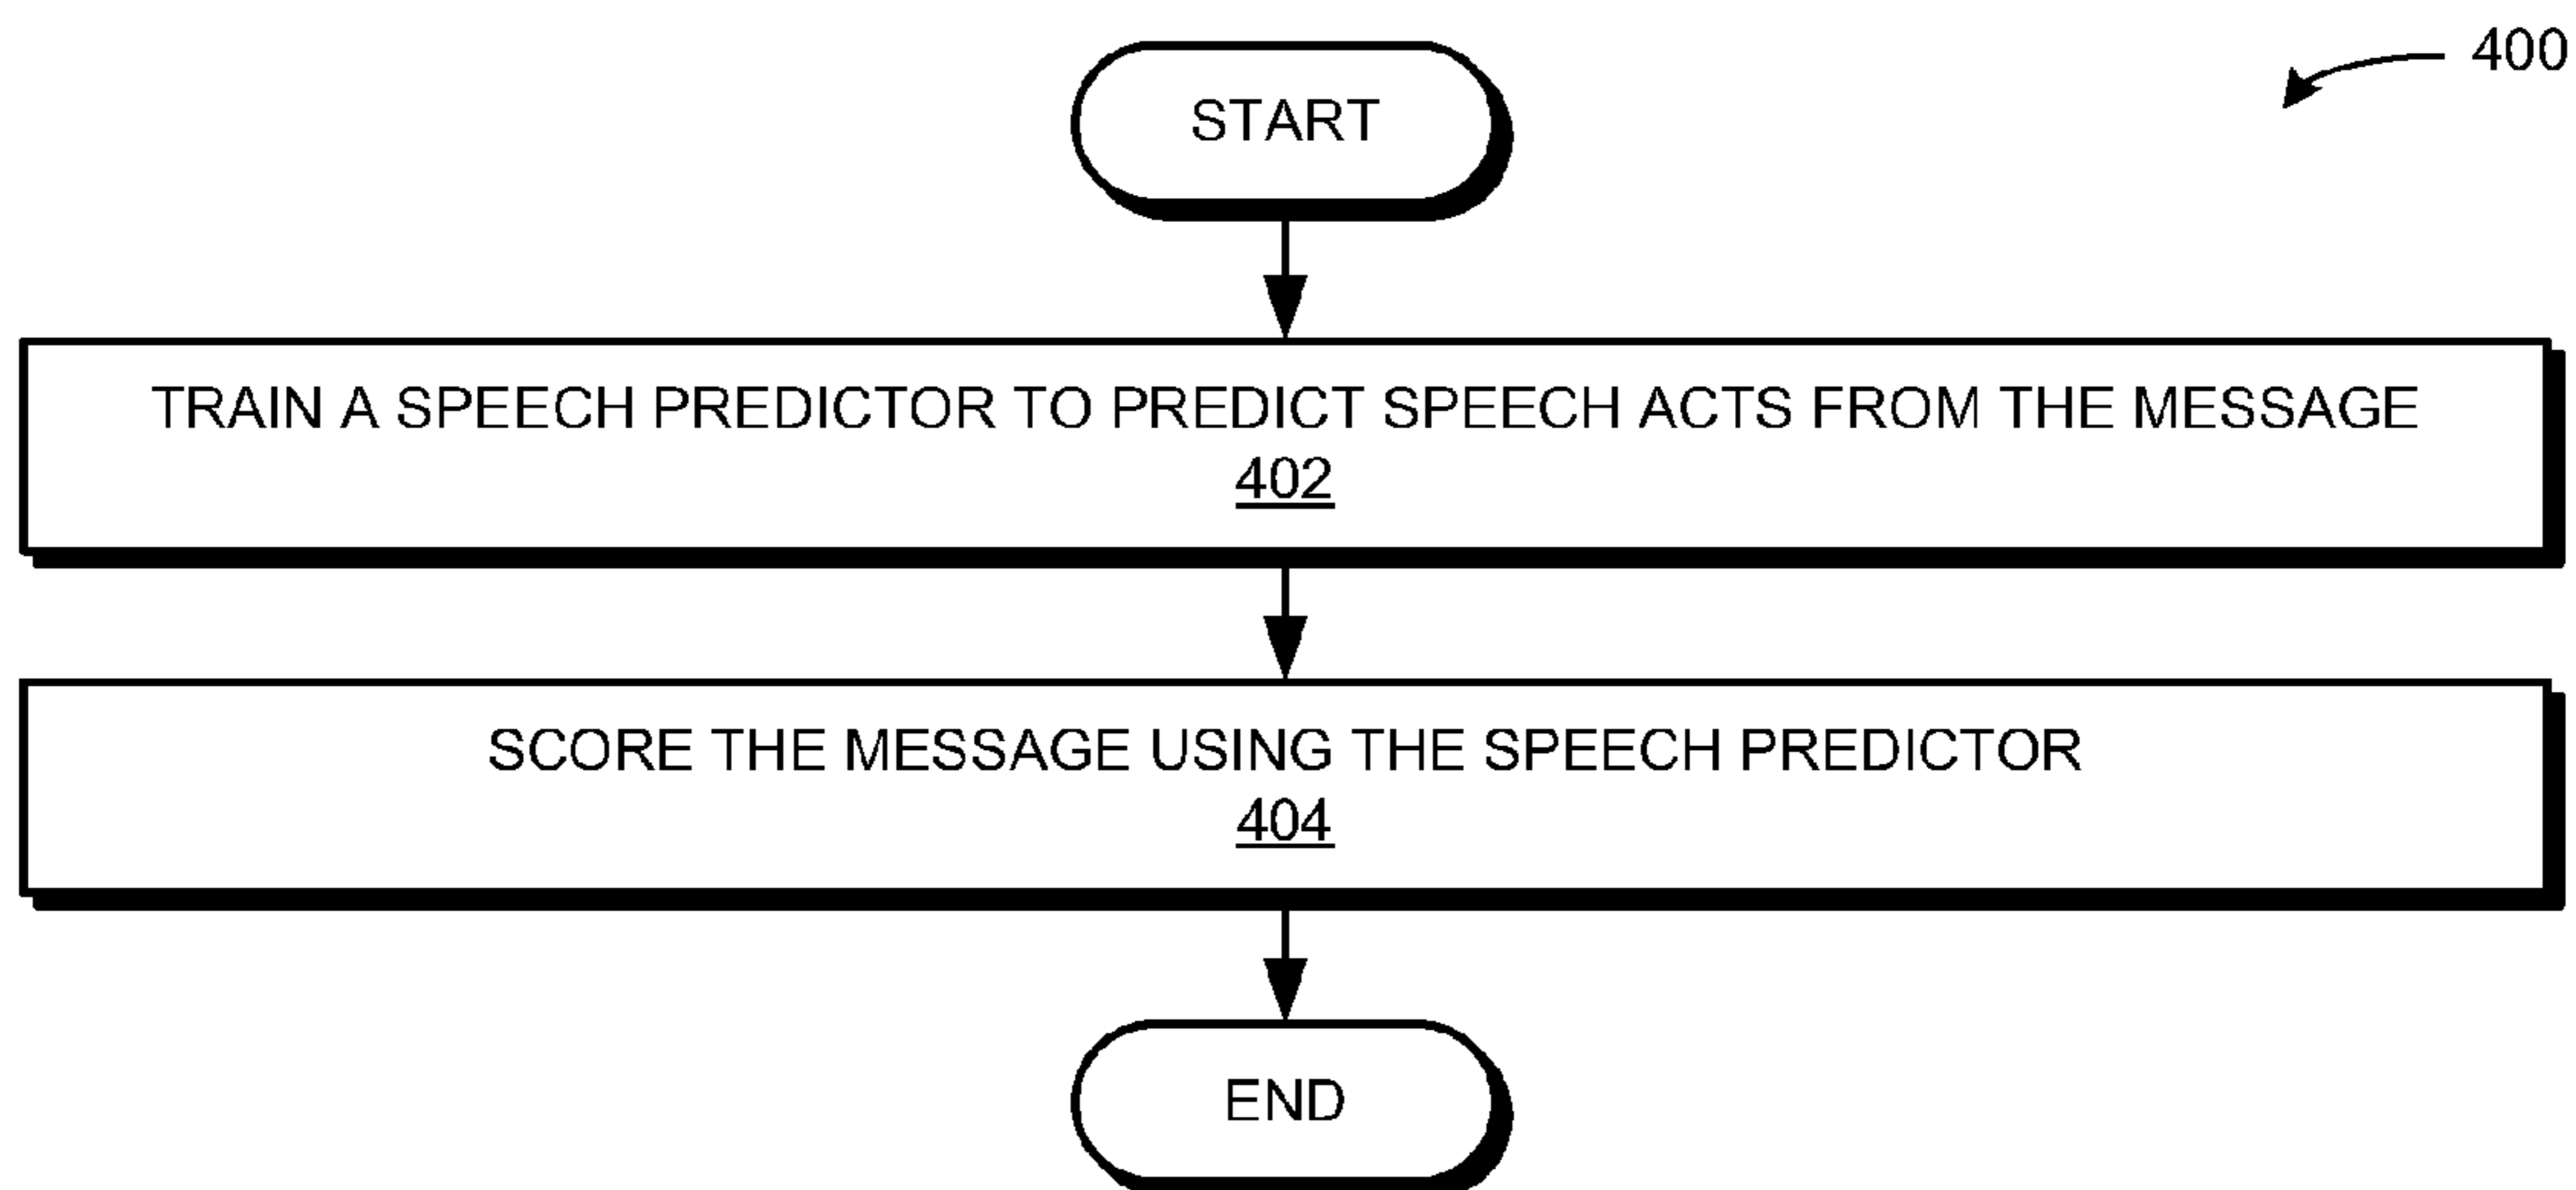 400
START
TRAIN A SPEECH PREDICTOR TO PREDICT SPEECH ACTS FROM THE MESSAGE
402
SCORE THE MESSAGE USING THE SPEECH PREDICTOR
404
END